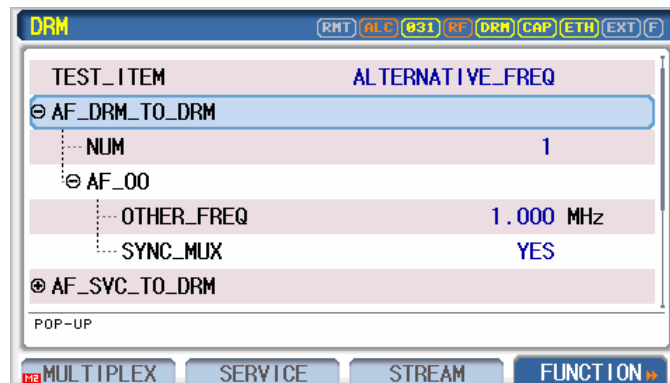 DRM RMT ALC 031 RF DRM CAP ETH EXT F
TEST_ITEM ALTERNATIVE_FREQ
AF_DRM_TO_DRM
NUM 1
AF_00
OTHER_FREQ 1.000 MHz
SYNC_MUX YES
AF_SVC_TO_DRM
POP-UP
M2 MULTIPLEX SERVICE STREAM FUNCTION